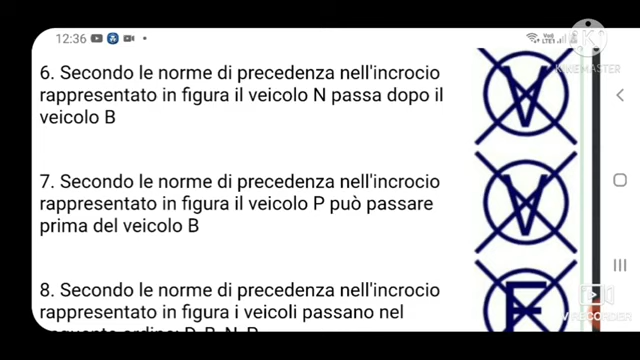 12:36
KINEMASTER
6. Secondo le norme di precedenza nell'incrocio
rappresentato in figura il veicolo N passa dopo il
veicolo B
V
7. Secondo le norme di precedenza nell'incrocio
rappresentato in figura il veicolo P può passare
prima del veicolo B
V
8. Secondo le norme di precedenza nell'incrocio
rappresentato in figura i veicoli passano nel
F